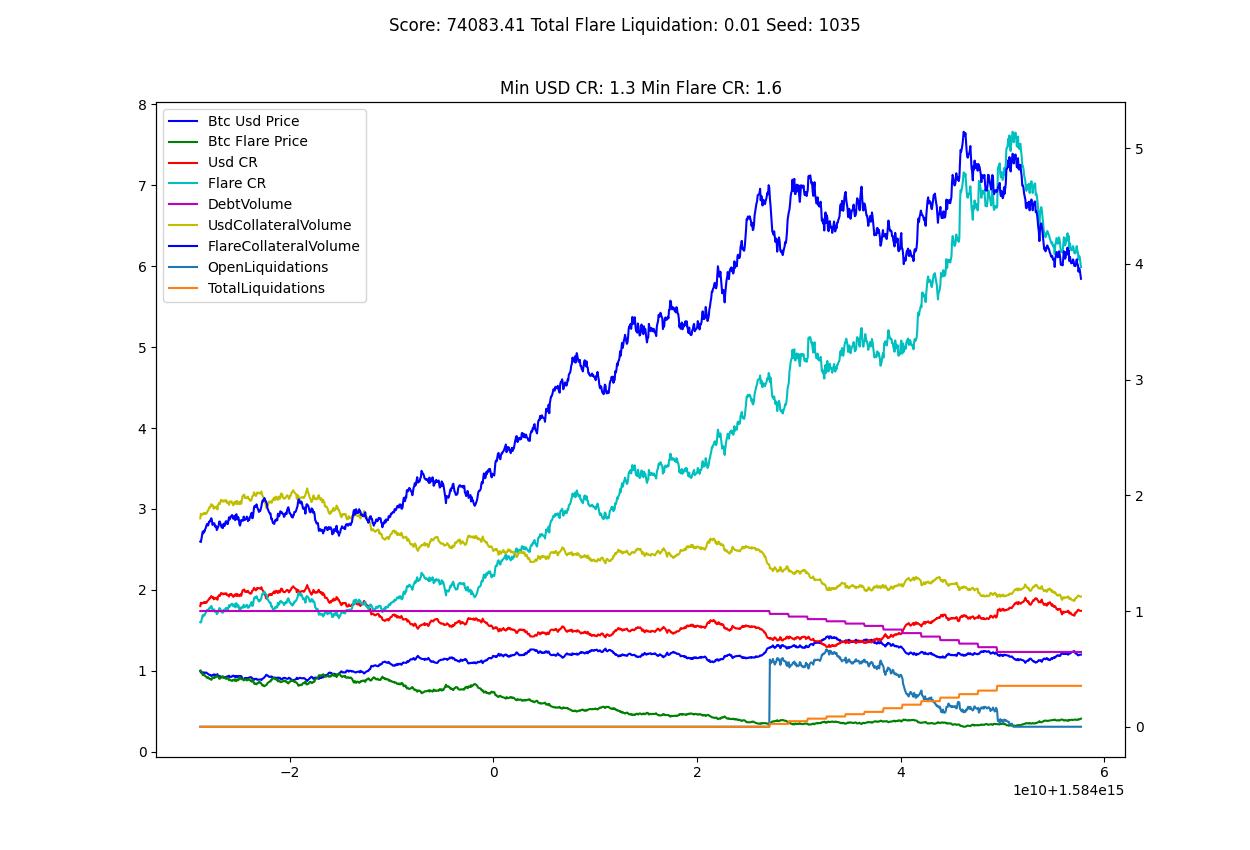 Score: 74083.41 Total Flare Liquidation: 0.01 Seed: 1035
Min USD CR: 1.3 Min Flare CR: 1.6
Btc Usd Price
Btc Flare Price
Usd CR
Flare CR
DebtVolume
UsdCollateralVolume
FlareCollateralVolume
OpenLiquidations
TotalLiquidations
8
7
6
5
4
3
2
1
0
5
4
3
2
1
0
−2
0
2
4
6
1e10+1.584e15